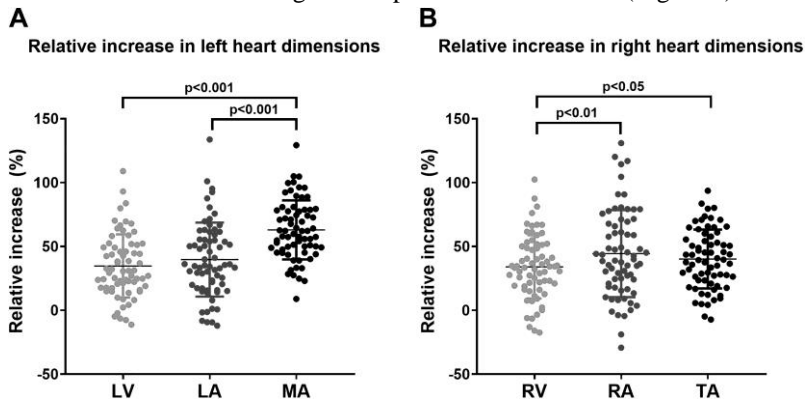 A
Relative increase in left heart dimensions
p<0.001
p<0.001
Relative increase (%)
150
100
50
0
-50
LV LA MA
B
Relative increase in right heart dimensions
p<0.05
p<0.01
Relative increase (%)
150
100
50
0
-50
RV RA TA